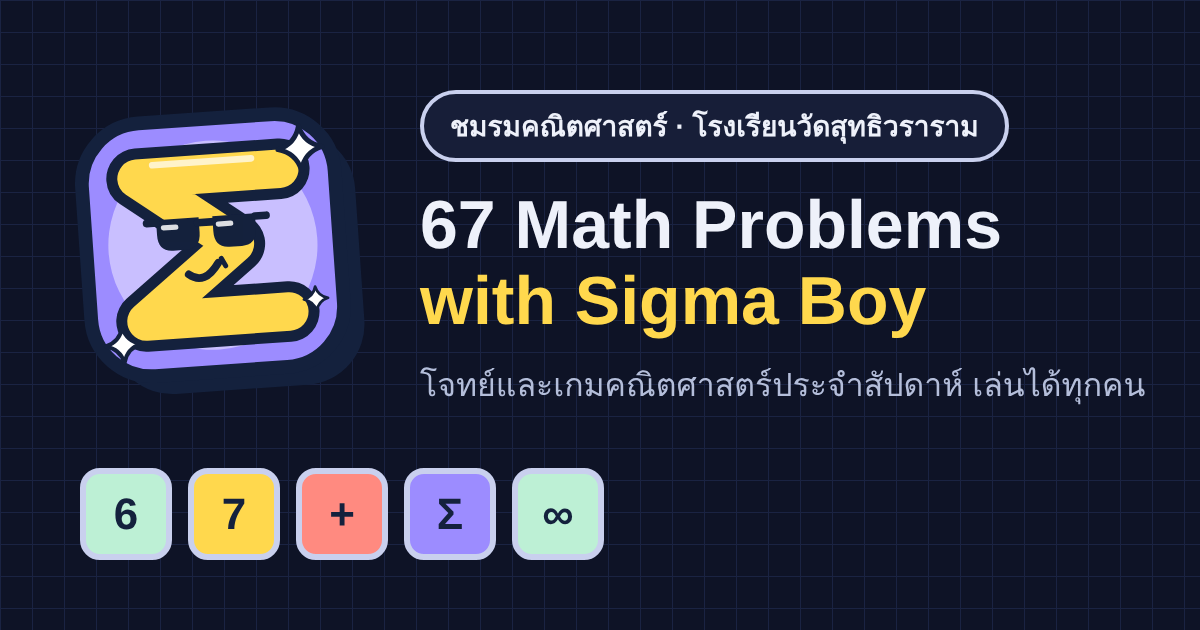 ชมรมคณิตศาสตร์ · โรงเรียนวัดสุทธิวราราม
67 Math Problems
with Sigma Boy
โจทย์และเกมคณิตศาสตร์ประจำสัปดาห์ เล่นได้ทุกคน
6 7 + Σ ∞